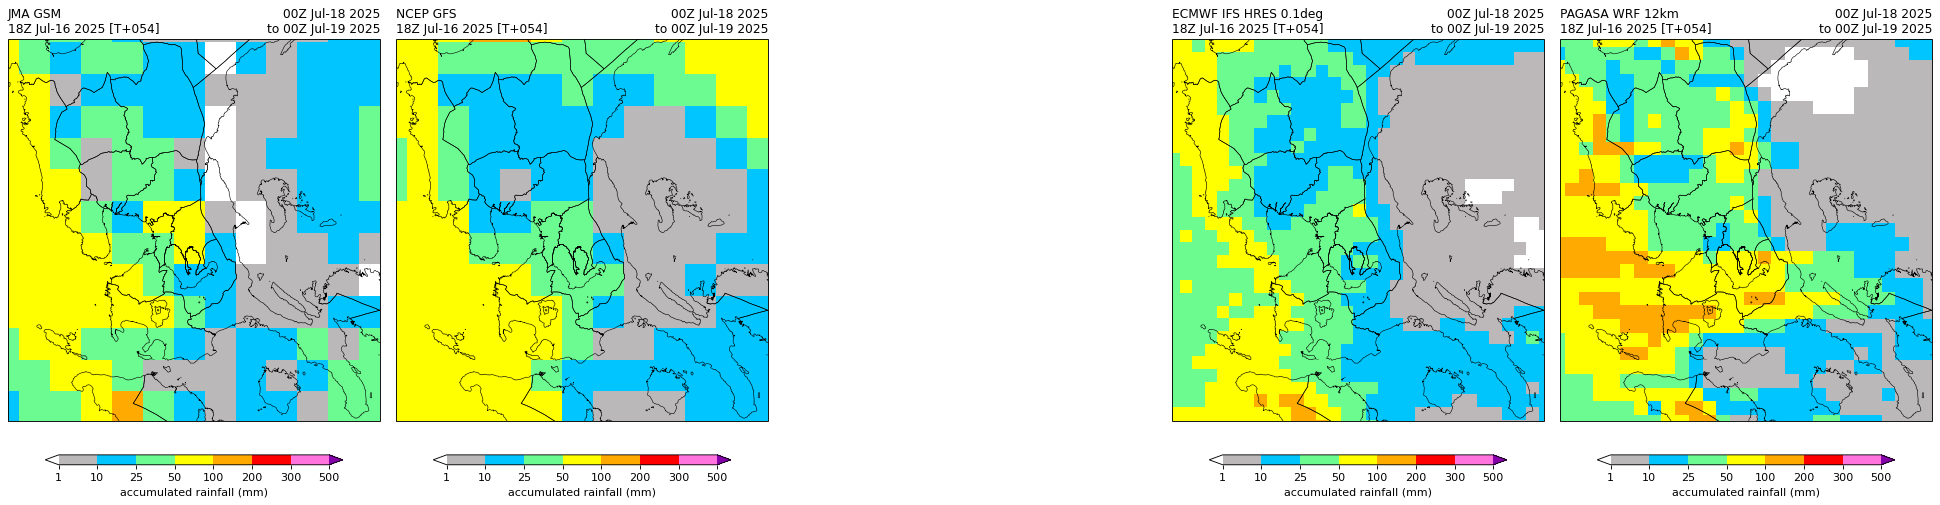 JMA GSM 00Z Jul-18 2025
18Z Jul-16 2025 [T+054] to 00Z Jul-19 2025
1 10 25 50 100 200 300 500
accumulated rainfall (mm)
NCEP GFS 00Z Jul-18 2025
18Z Jul-16 2025 [T+054] to 00Z Jul-19 2025
1 10 25 50 100 200 300 500
accumulated rainfall (mm)
ECMWF IFS HRES 0.1deg 00Z Jul-18 2025
18Z Jul-16 2025 [T+054] to 00Z Jul-19 2025
1 10 25 50 100 200 300 500
accumulated rainfall (mm)
PAGASA WRF 12km 00Z Jul-18 2025
18Z Jul-16 2025 [T+054] to 00Z Jul-19 2025
1 10 25 50 100 200 300 500
accumulated rainfall (mm)